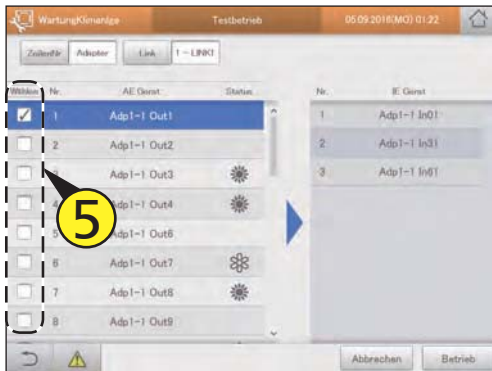 WartungKlimaanlge Testbetrieb 05.09.2016(MO) 01:22
ZeilenNr Adapter Link 1-LINK1
Wählen Nr. AE Gerät Status Nr. IE Gerät
1 Adp1-1 Out1 1 Adp1-1 In01
2 Adp1-1 Out2 2 Adp1-1 In31
3 Adp1-1 Out3 3 Adp1-1 In61
4 Adp1-1 Out4
5 Adp1-1 Out6
5
6 Adp1-1 Out7
7 Adp1-1 Out8
8 Adp1-1 Out9
Abbrechen Betrieb